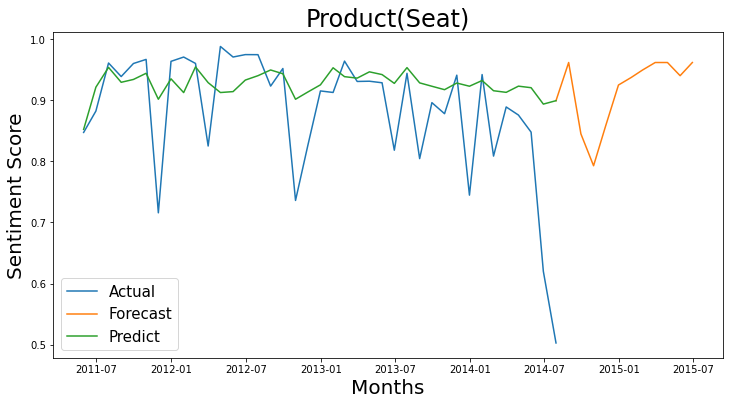 Product(Seat)
Sentiment Score
1.0
0.9
0.8
0.7
0.6
0.5
Actual
Forecast
Predict
2011-07 2012-01 2012-07 2013-01 2013-07 2014-01 2014-07 2015-01 2015-07
Months